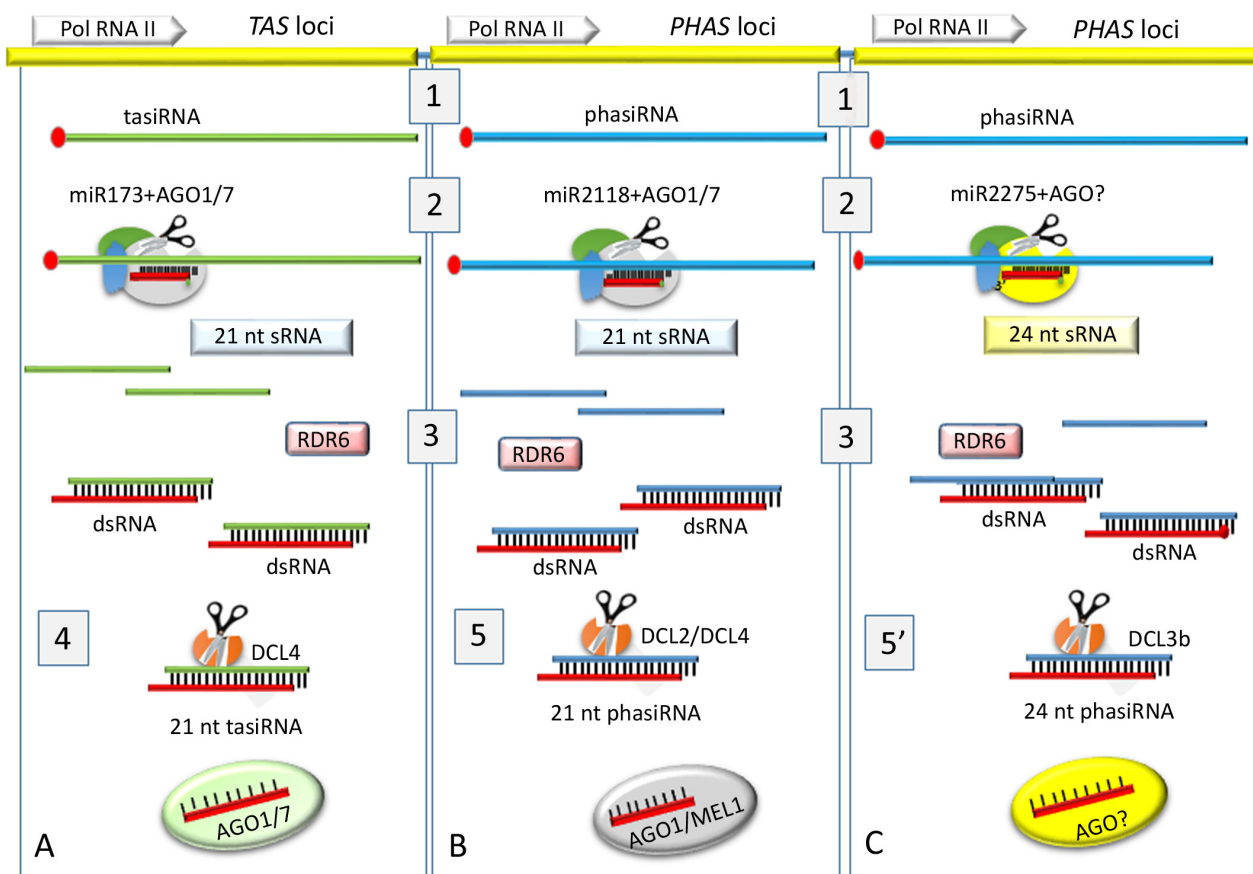 Pol RNA II
TAS loci
tasiRNA
miR173+AGO1/7
21 nt sRNA
RDR6
dsRNA
dsRNA
4
DCL4
21 nt tasiRNA
AGO1/7
A
1
2
3
Pol RNA II
PHAS loci
phasiRNA
miR2118+AGO1/7
21 nt sRNA
RDR6
dsRNA
dsRNA
5
DCL2/DCL4
21 nt phasiRNA
AGO1/MEL1
B
1
2
3
Pol RNA II
PHAS loci
phasiRNA
miR2275+AGO?
3'
24 nt sRNA
RDR6
dsRNA
dsRNA
5’
DCL3b
24 nt phasiRNA
AGO?
C